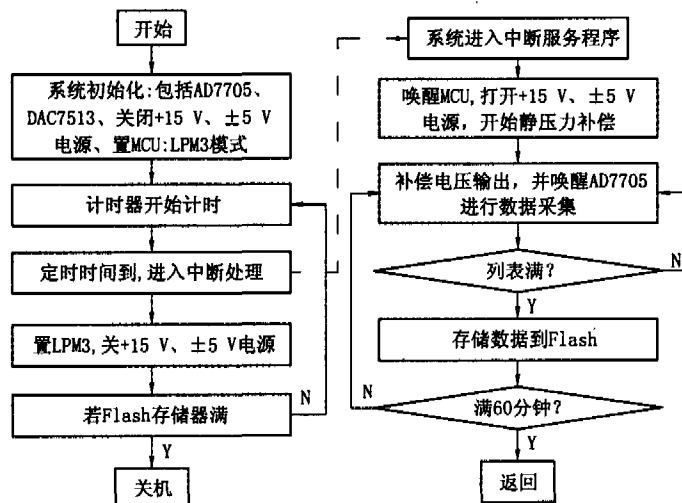 开始
系统初始化:包括AD7705、
DAC7513、关闭+15 V、±5 V
电源、置MCU:LPM3模式
计时器开始计时
定时时间到,进入中断处理
置LPM3,关+15 V、±5 V电源
若Flash存储器满
N
Y
关机
系统进入中断服务程序
唤醒MCU,打开+15 V、±5 V
电源，开始静压力补偿
补偿电压输出，并唤醒AD7705
进行数据采集
列表满?
N
Y
存储数据到Flash
满60分钟?
N
Y
返回